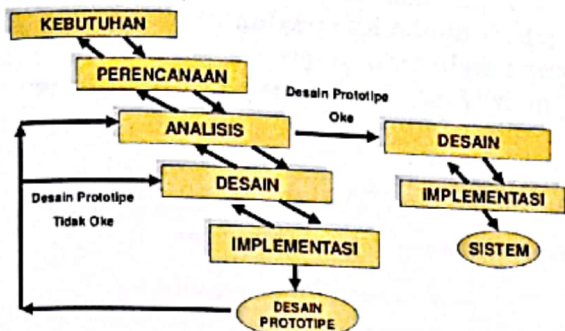 KEBUTUHAN
PERENCANAAN
Desain Prototipe
Oke
ANALISIS
DESAIN
DESAIN
Desain Prototipe
Tidak Oke
IMPLEMENTASI
IMPLEMENTASI
SISTEM
DESAIN
PROTOTIPE